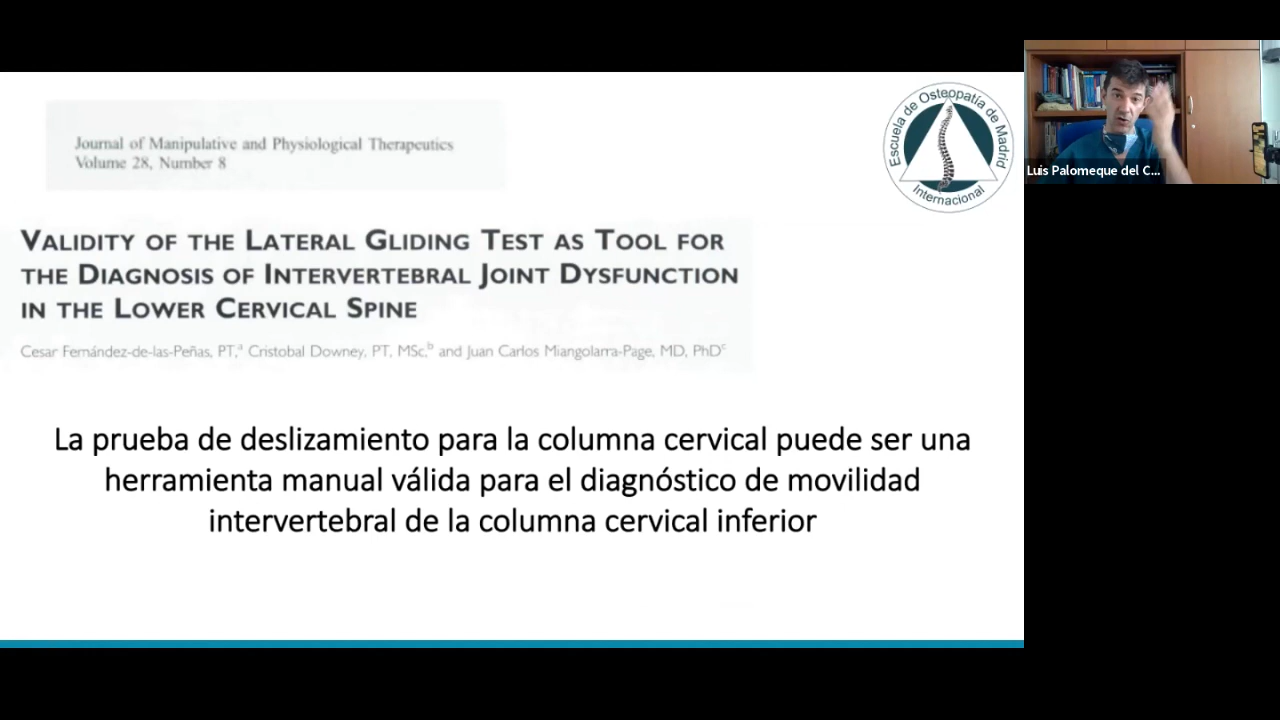 Journal of Manipulative and Physiological Therapeutics
Volume 28, Number 8
Escuela de Osteopatía de Madrid
Internacional
Luis Palomeque del C...
VALIDITY OF THE LATERAL GLIDING TEST AS TOOL FOR
THE DIAGNOSIS OF INTERVERTEBRAL JOINT DYSFUNCTION
IN THE LOWER CERVICAL SPINE
Cesar Fernández-de-las-Peñas, PT,ᵃ Cristobal Downey, PT, MSc,ᵇ and Juan Carlos Miangolarra-Page, MD, PhDᶜ
La prueba de deslizamiento para la columna cervical puede ser una
herramienta manual válida para el diagnóstico de movilidad
intervertebral de la columna cervical inferior